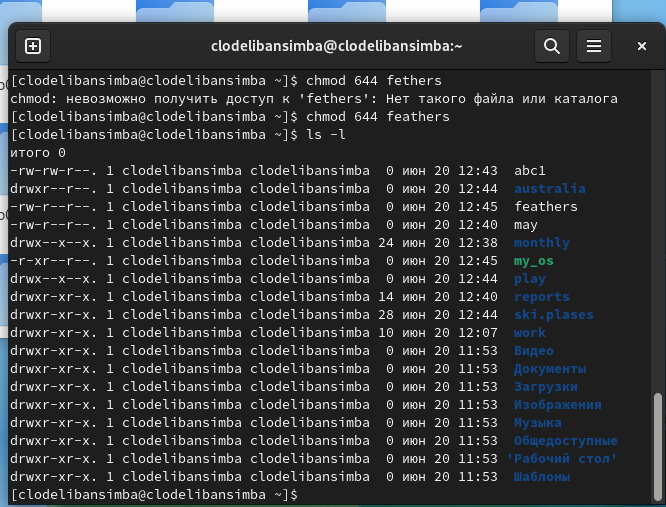 clodelibansimba@clodelibansimba:~
[clodelibansimba@clodelibansimba ~]$ chmod 644 fethers
chmod: невозможно получить доступ к 'fethers': Нет такого файла или каталога
[clodelibansimba@clodelibansimba ~]$ chmod 644 feathers
[clodelibansimba@clodelibansimba ~]$ ls -l
итого 0
-rw-rw-r--. 1 clodelibansimba clodelibansimba  0 июн 20 12:43  abc1
drwxr--r--. 1 clodelibansimba clodelibansimba  0 июн 20 12:44  australia
-rw-r--r--. 1 clodelibansimba clodelibansimba  0 июн 20 12:45  feathers
-rw-r--r--. 1 clodelibansimba clodelibansimba  0 июн 20 12:40  may
drwx--x--x. 1 clodelibansimba clodelibansimba 24 июн 20 12:38  monthly
-r-xr--r--. 1 clodelibansimba clodelibansimba  0 июн 20 12:45  my_os
drwx--x--x. 1 clodelibansimba clodelibansimba  0 июн 20 12:44  play
drwxr-xr-x. 1 clodelibansimba clodelibansimba 14 июн 20 12:40  reports
drwxr-xr-x. 1 clodelibansimba clodelibansimba 28 июн 20 12:44  ski.plases
drwxr-xr-x. 1 clodelibansimba clodelibansimba 10 июн 20 12:07  work
drwxr-xr-x. 1 clodelibansimba clodelibansimba  0 июн 20 11:53  Видео
drwxr-xr-x. 1 clodelibansimba clodelibansimba  0 июн 20 11:53  Документы
drwxr-xr-x. 1 clodelibansimba clodelibansimba  0 июн 20 11:53  Загрузки
drwxr-xr-x. 1 clodelibansimba clodelibansimba  0 июн 20 11:53  Изображения
drwxr-xr-x. 1 clodelibansimba clodelibansimba  0 июн 20 11:53  Музыка
drwxr-xr-x. 1 clodelibansimba clodelibansimba  0 июн 20 11:53  Общедоступные
drwxr-xr-x. 1 clodelibansimba clodelibansimba  0 июн 20 11:53 'Рабочий стол'
drwxr-xr-x. 1 clodelibansimba clodelibansimba  0 июн 20 11:53  Шаблоны
[clodelibansimba@clodelibansimba ~]$